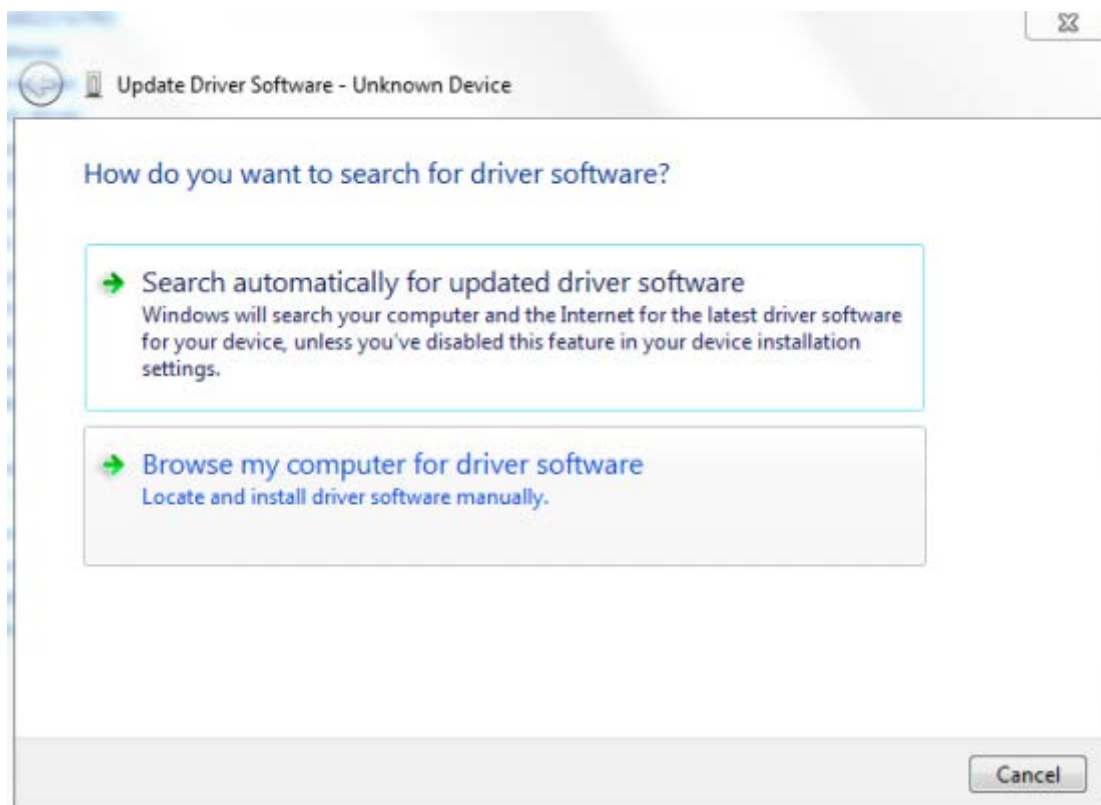 Update Driver Software - Unknown Device
How do you want to search for driver software?
Search automatically for updated driver software
Windows will search your computer and the Internet for the latest driver software
for your device, unless you've disabled this feature in your device installation
settings.
Browse my computer for driver software
Locate and install driver software manually.
Cancel